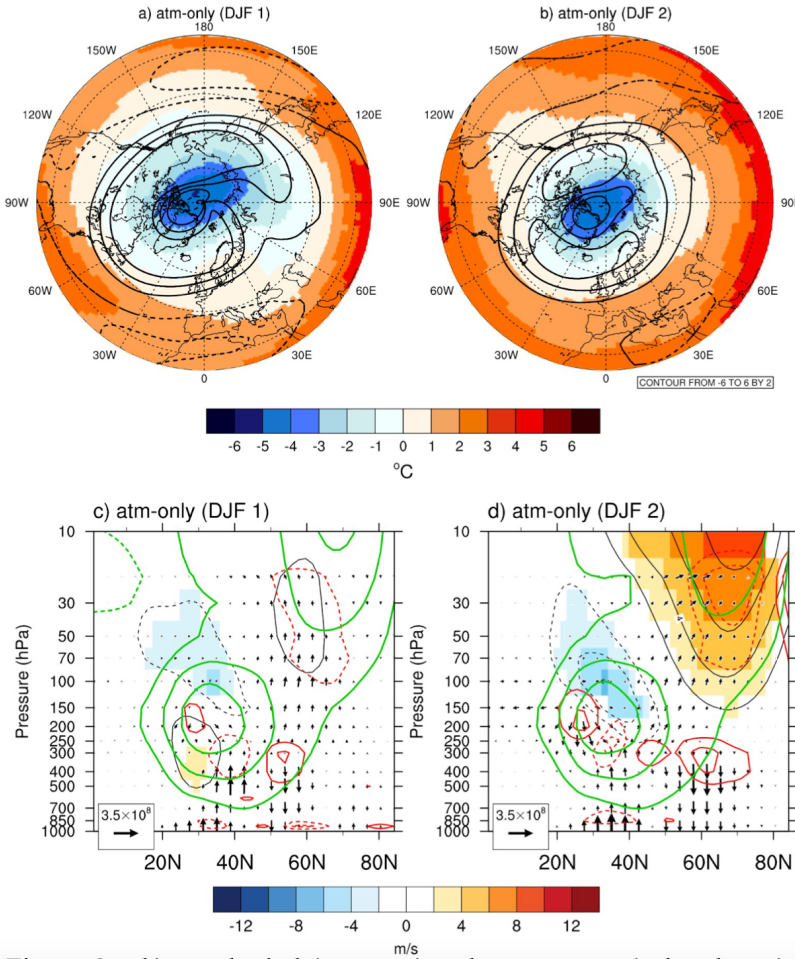 a) atm-only (DJF 1)
180
150W
150E
120W
120E
90W
90E
60W
60E
30W
30E
0
b) atm-only (DJF 2)
180
150W
150E
120W
120E
90W
90E
60W
60E
30W
30E
0
CONTOUR FROM -6 TO 6 BY 2
-6 -5 -4 -3 -2 -1 0 1 2 3 4 5 6
°C
c) atm-only (DJF 1)
Pressure (hPa)
10
30
50
70
100
150
200
250
300
400
500
700
850
1000
3.5×10⁸
20N 40N 60N 80N
d) atm-only (DJF 2)
Pressure (hPa)
10
30
50
70
100
150
200
250
300
400
500
700
850
1000
4
3.5×10⁸
20N 40N 60N 80N
-12 -8 -4 0 4 8 12
m/s